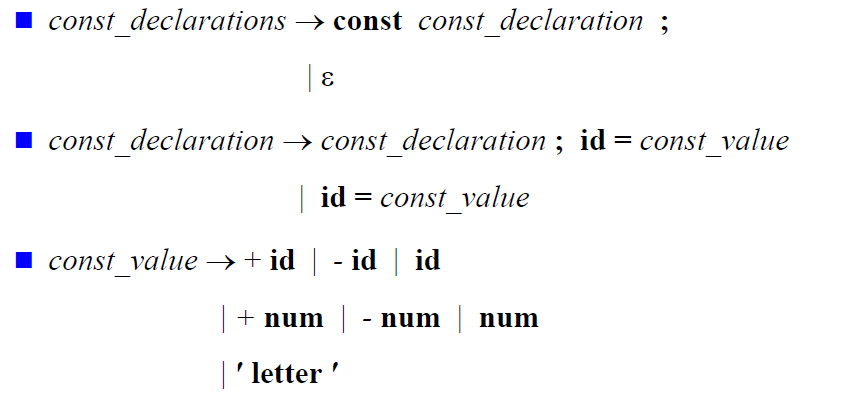 const_declarations → const const_declaration ;
| ε
const_declaration → const_declaration ; id = const_value
| id = const_value
const_value → + id | - id | id
| + num | - num | num
| ′ letter ′